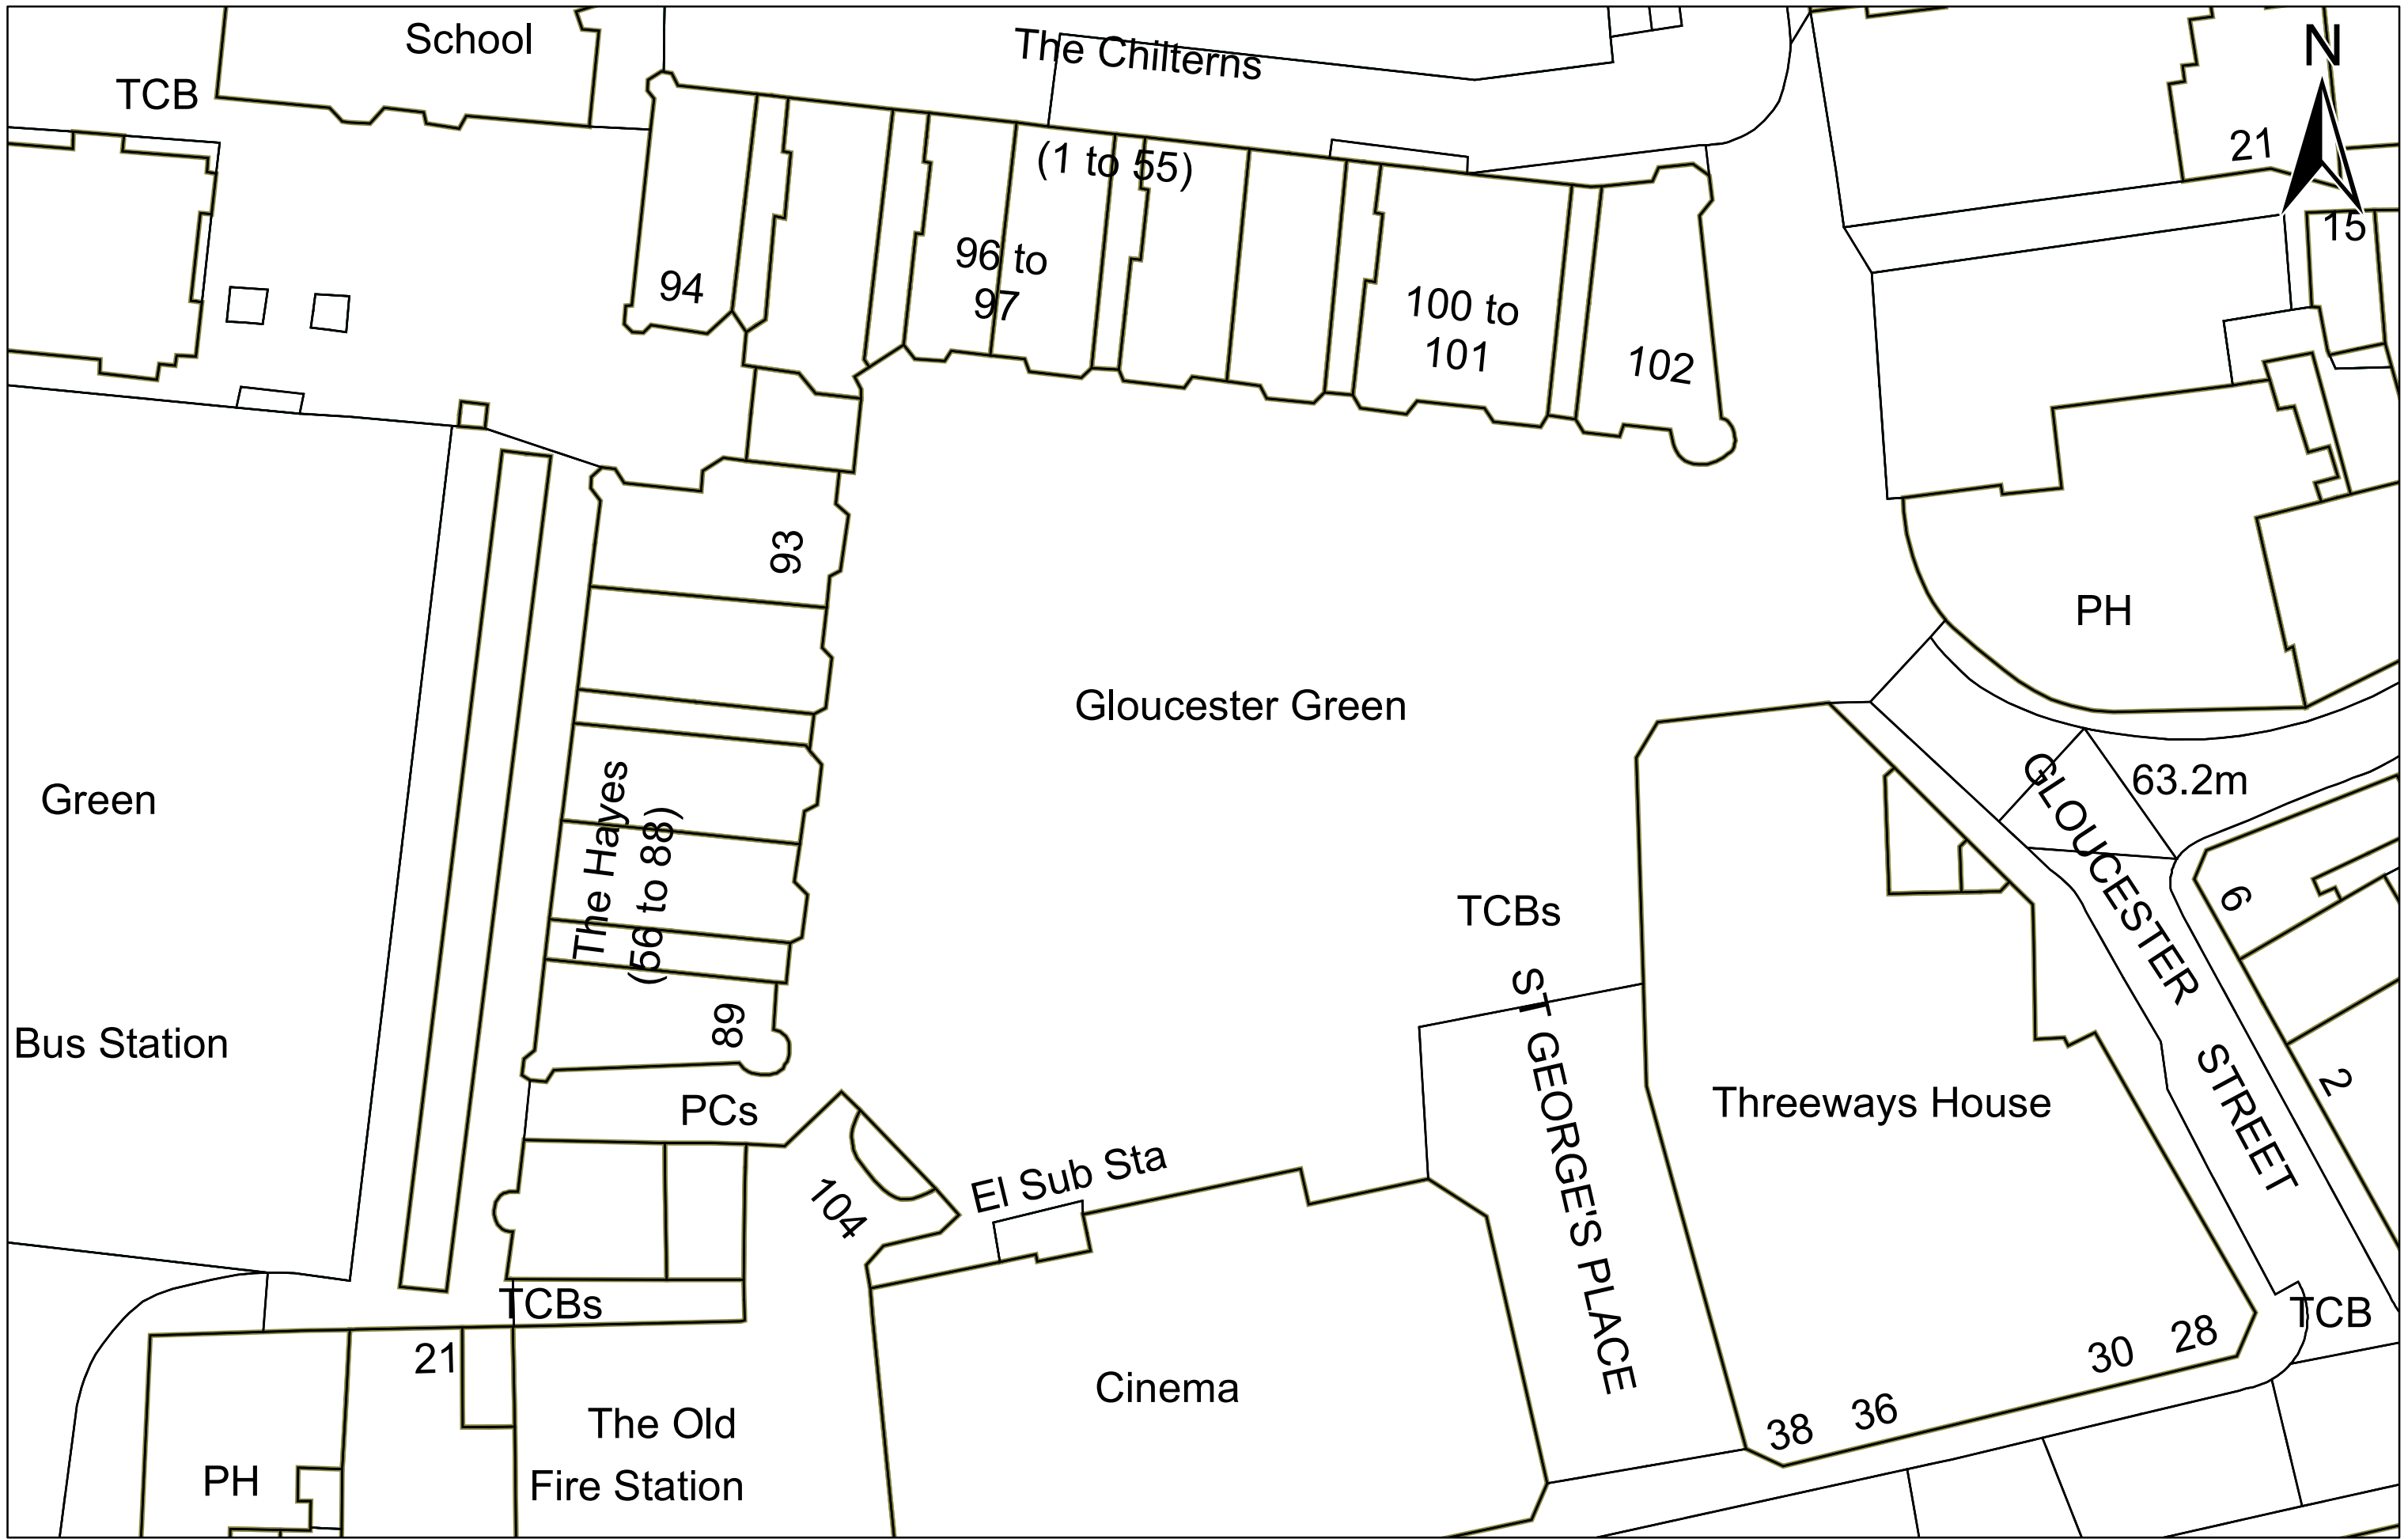 School
The Chilterns
N
TCB
21
(1 to 55)
15
96 to
97
94
100 to
101
102
93
PH
Gloucester Green
63.2m
GLOUCESTER STREET
Green
The Hayes
(56 to 88)
6
TCBs
89
Bus Station
2
PCs
Threeways House
ST GEORGE'S PLACE
El Sub Sta
104
TCBs
TCB
28
30
21
Cinema
36
38
The Old
Fire Station
PH